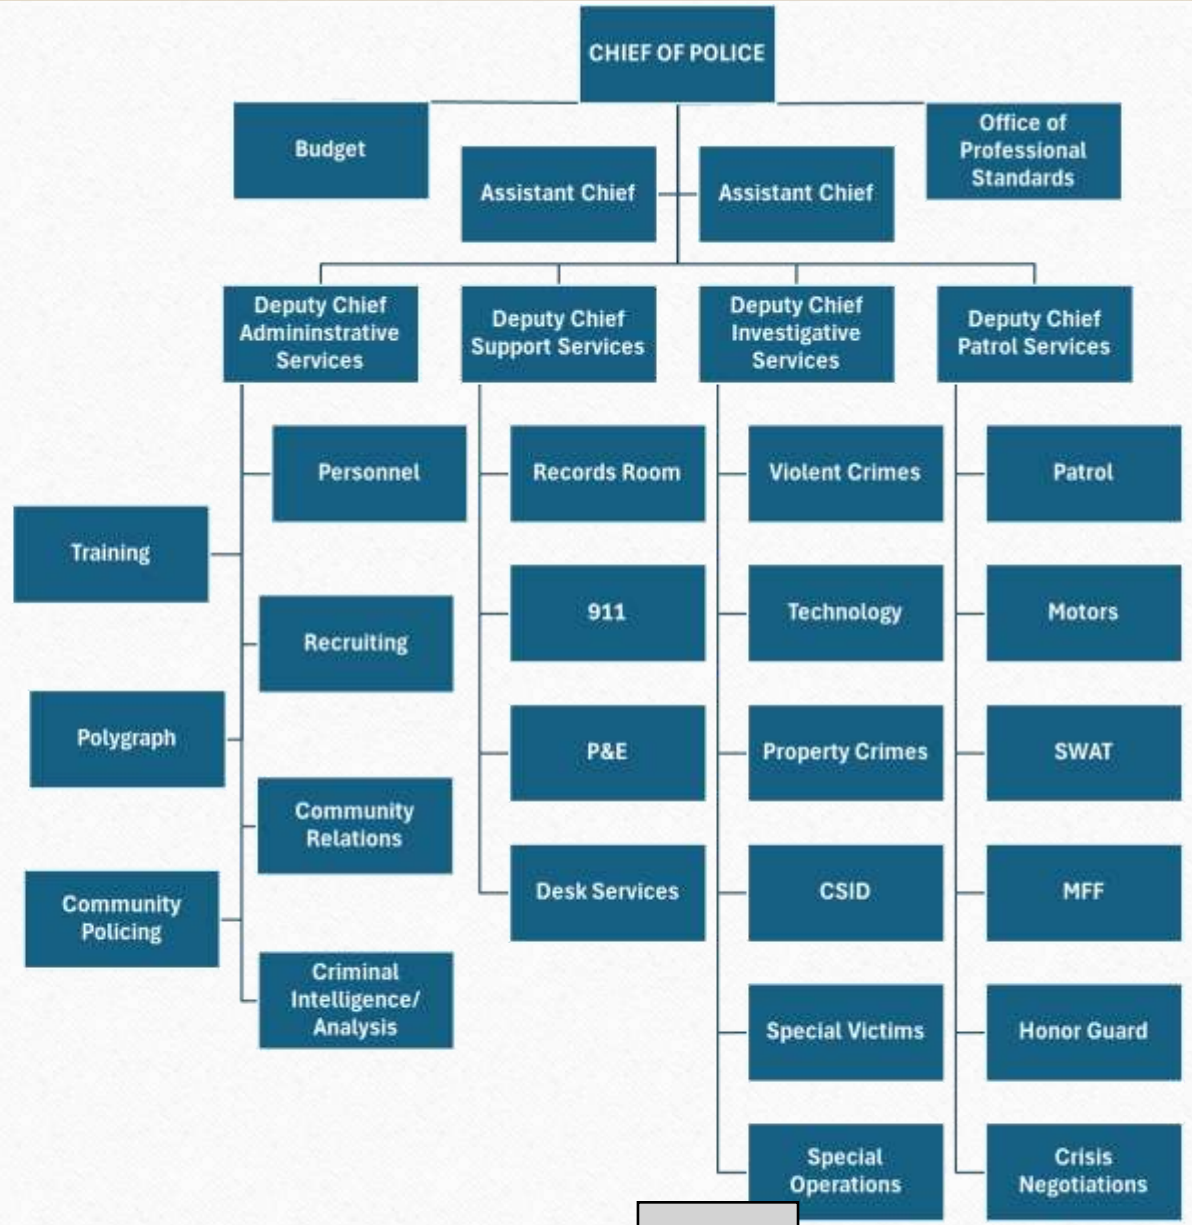 CHIEF OF POLICE
Budget
Office of
Professional
Standards
Assistant Chief
Assistant Chief
Deputy Chief
Admininstrative
Services
Deputy Chief
Support Services
Deputy Chief
Investigative
Services
Deputy Chief
Patrol Services
Personnel
Training
Recruiting
Polygraph
Community
Relations
Community
Policing
Criminal
Intelligence/
Analysis
Records Room
911
P&E
Desk Services
Violent Crimes
Technology
Property Crimes
CSID
Special Victims
Special
Operations
Patrol
Motors
SWAT
MFF
Honor Guard
Crisis
Negotiations